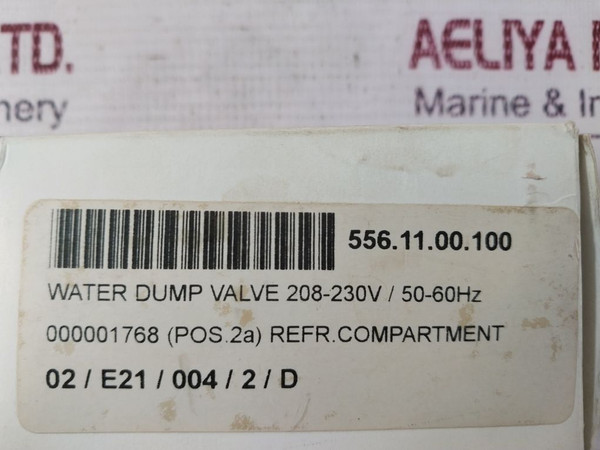 TD.
nery
AELIYA
Marine & In
556.11.00.100
WATER DUMP VALVE 208-230V / 50-60Hz
000001768 (POS.2a) REFR.COMPARTMENT
02 / E21 / 004 / 2 / D